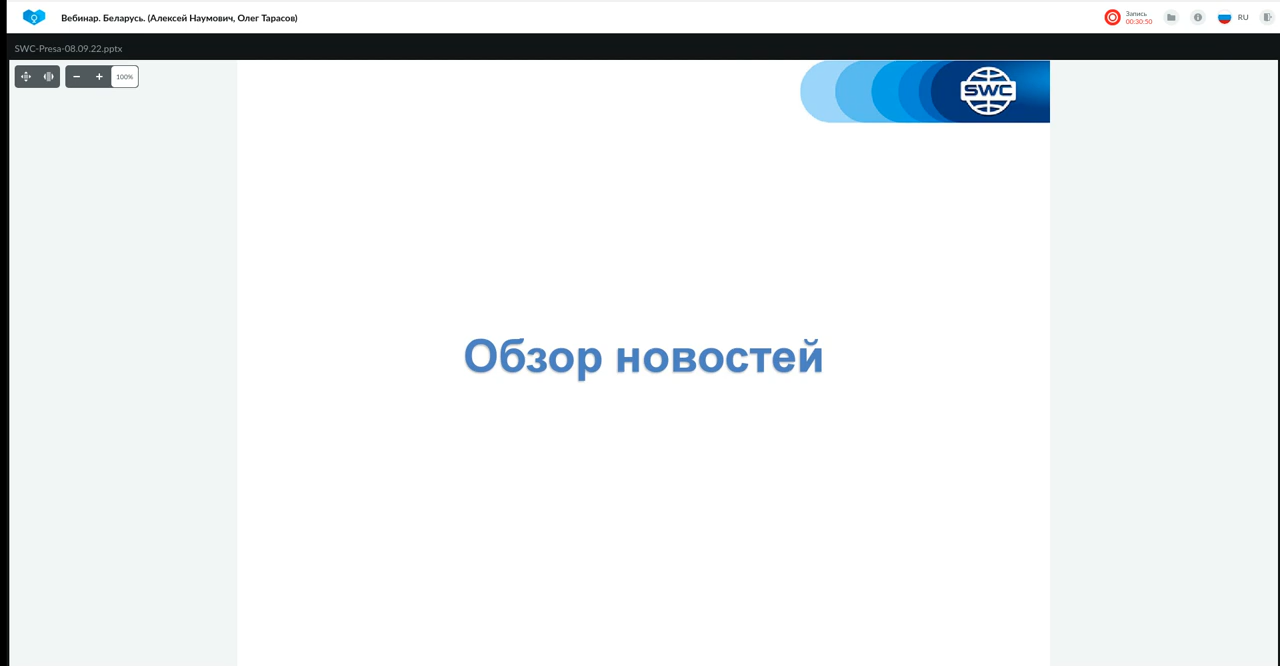 Вебинар. Беларусь. (Алексей Наумович, Олег Тарасов)
Запись
00:30:50
RU
SWC-Presa-08.09.22.pptx
100%
SWC
Обзор новостей